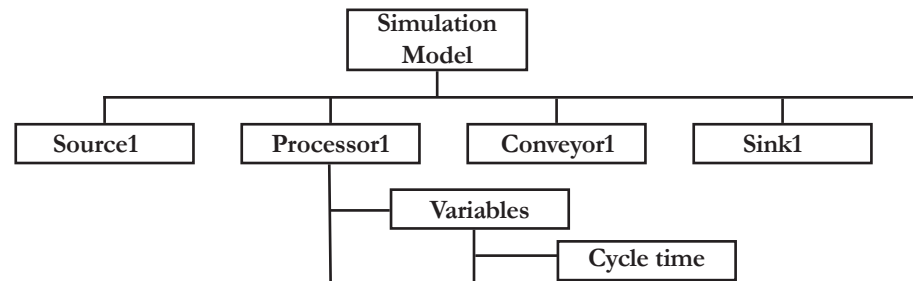 Simulation
Model
Source1
Processor1
Conveyor1
Sink1
Variables
Cycle time